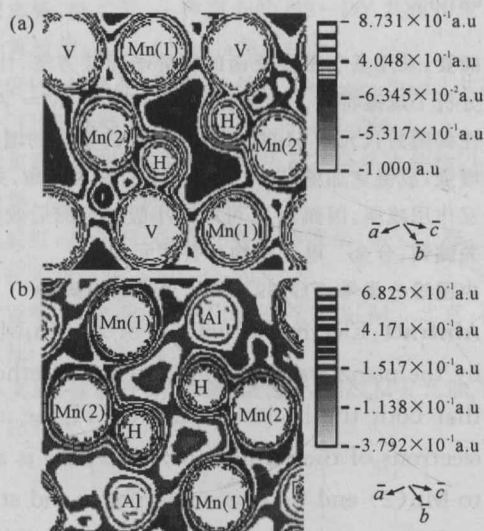 (a)
V Mn(1) V
Mn(2) H Mn(2)
H
V Mn(1)
8.731×10⁻¹a.u
4.048×10⁻¹a.u
-6.345×10⁻¹a.u
-5.317×10⁻¹a.u
-1.000 a.u
a c
b
(b)
Mn(1) Al
H
Mn(2) H Mn(2)
Al Mn(1)
6.825×10⁻¹a.u
4.171×10⁻¹a.u
1.517×10⁻¹a.u
-1.138×10⁻¹a.u
-3.792×10⁻¹a.u
a c
b